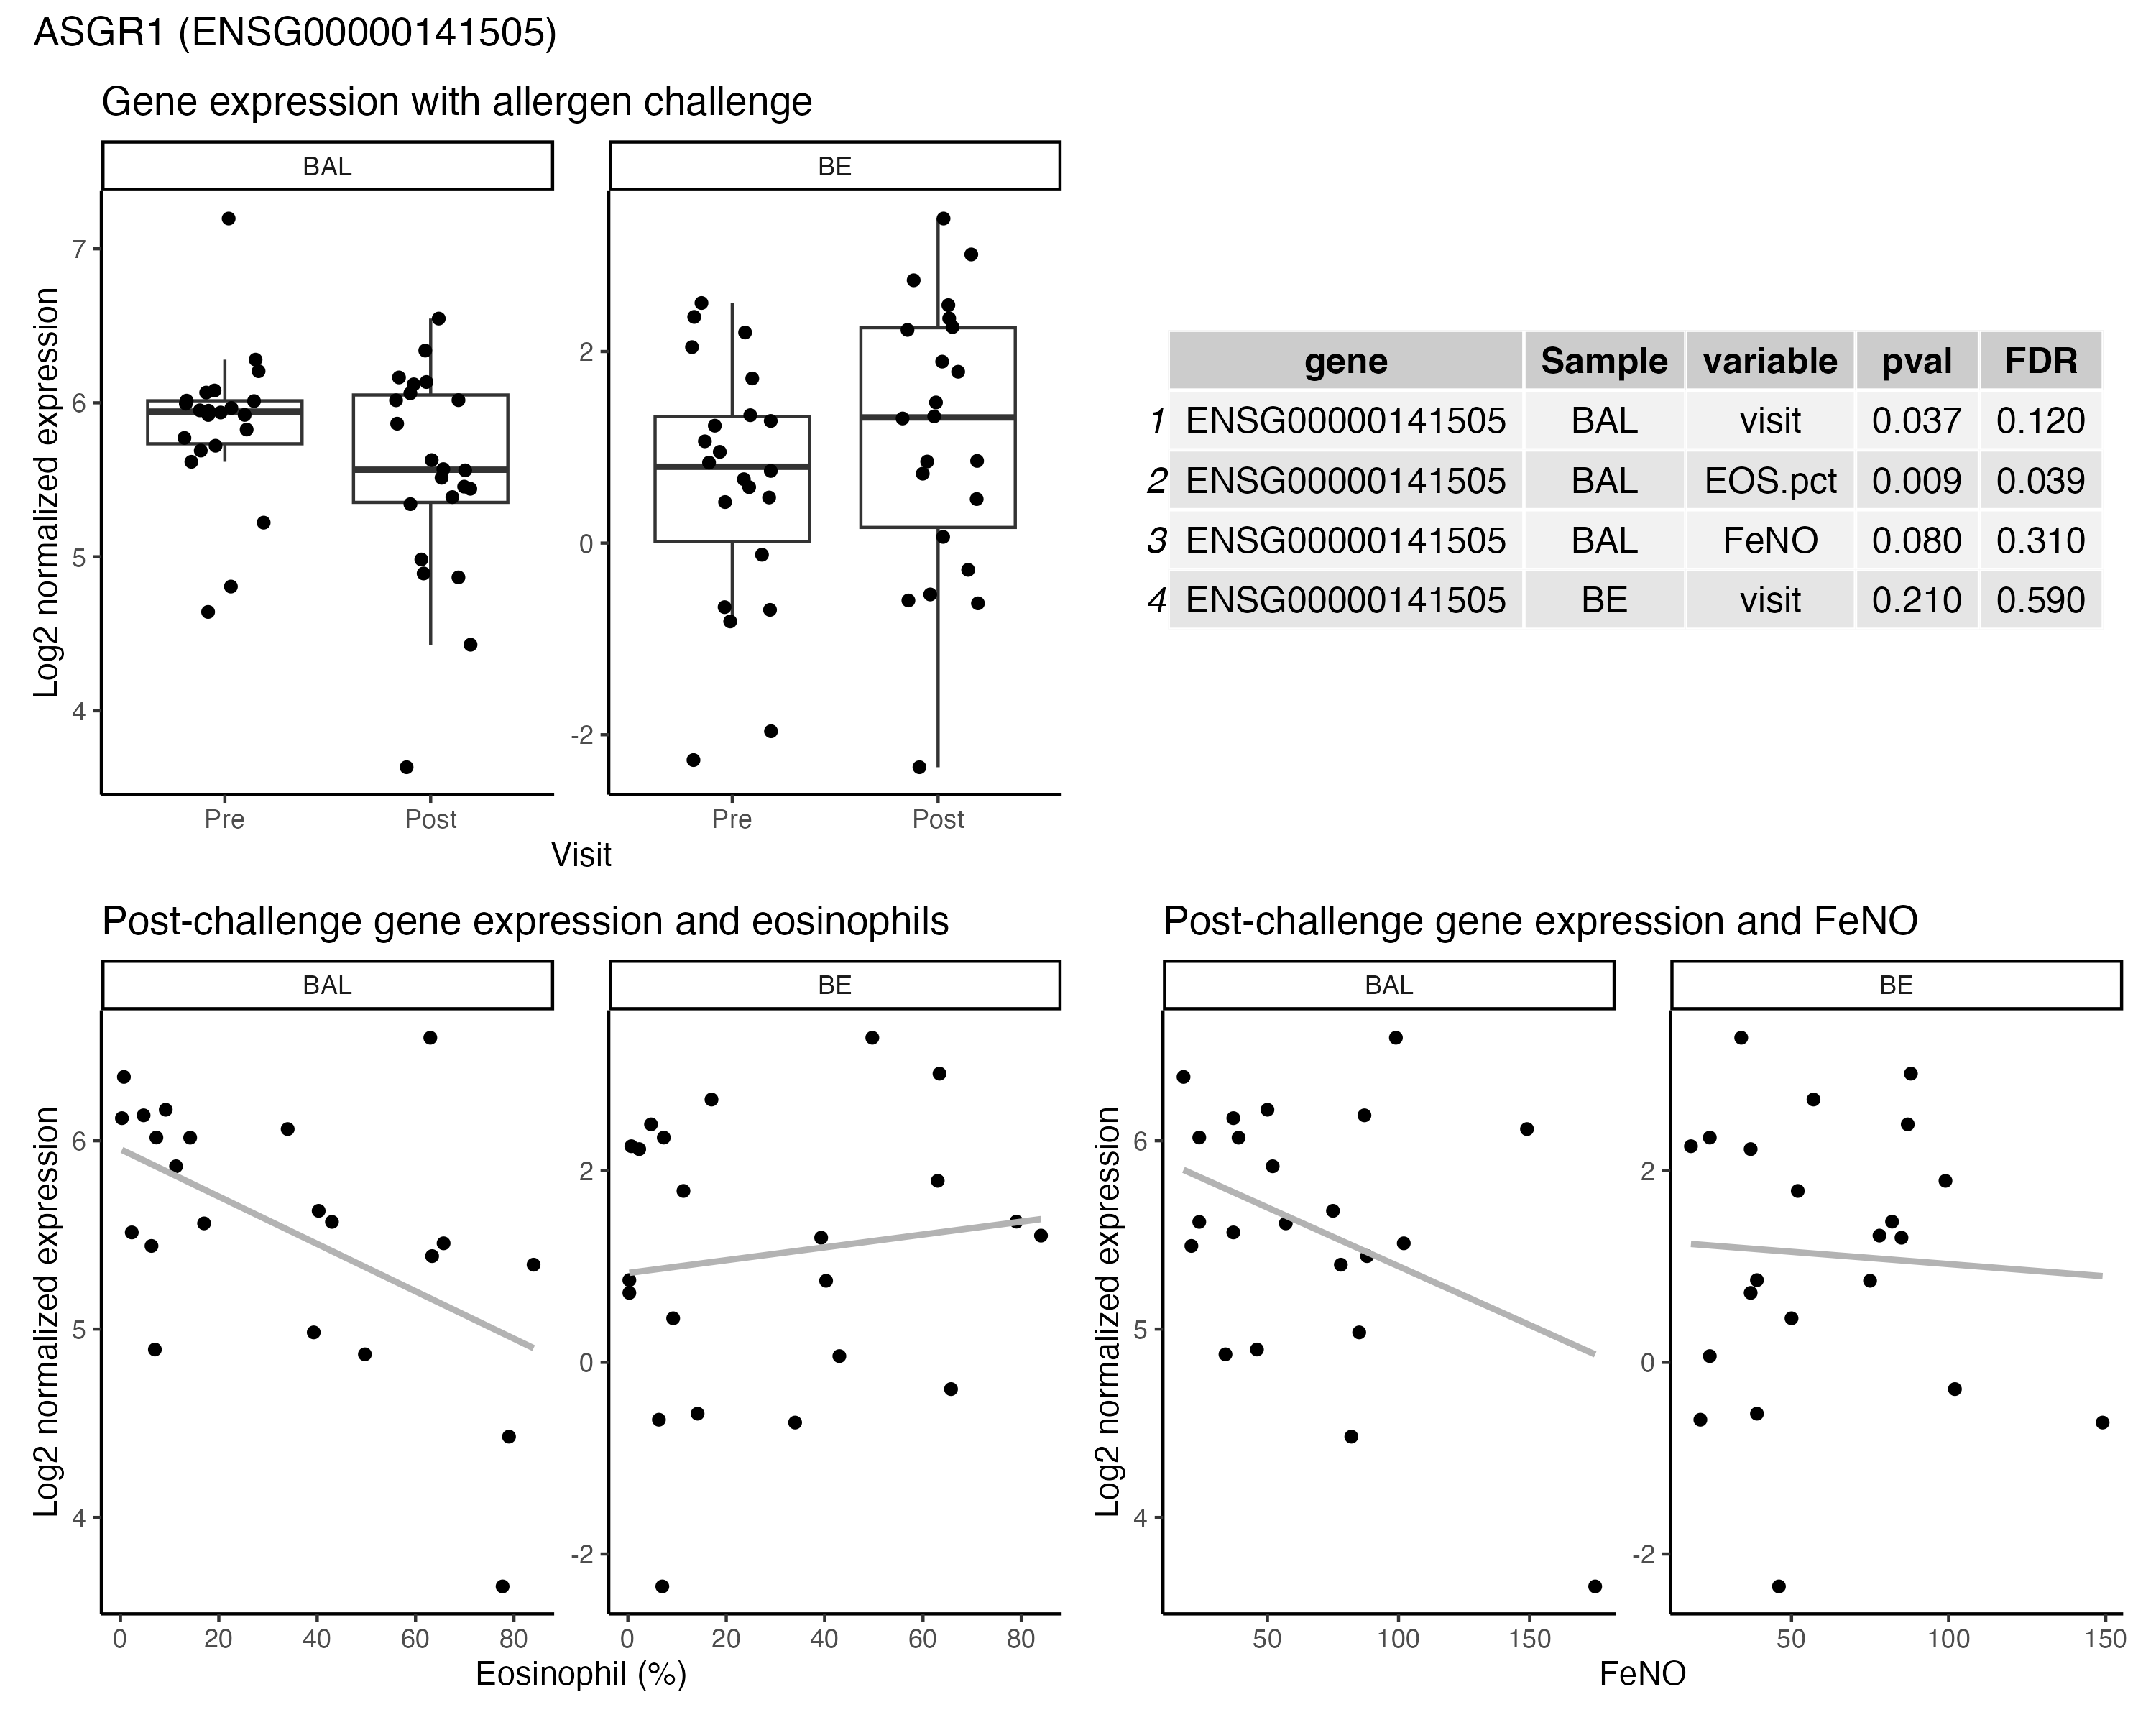 ASGR1 (ENSG00000141505)
Gene expression with allergen challenge
BAL
BE
Log2 normalized expression
7
6
5
4
2
0
-2
Pre
Post
Pre
Post
Visit
gene Sample variable pval FDR
1 ENSG00000141505 BAL visit 0.037 0.120
2 ENSG00000141505 BAL EOS.pct 0.009 0.039
3 ENSG00000141505 BAL FeNO 0.080 0.310
4 ENSG00000141505 BE visit 0.210 0.590
Post-challenge gene expression and eosinophils
BAL
BE
Log2 normalized expression
6
5
4
2
0
-2
0 20 40 60 80
0 20 40 60 80
Eosinophil (%)
Post-challenge gene expression and FeNO
BAL
BE
Log2 normalized expression
6
5
4
2
0
-2
50 100 150
50 100 150
FeNO